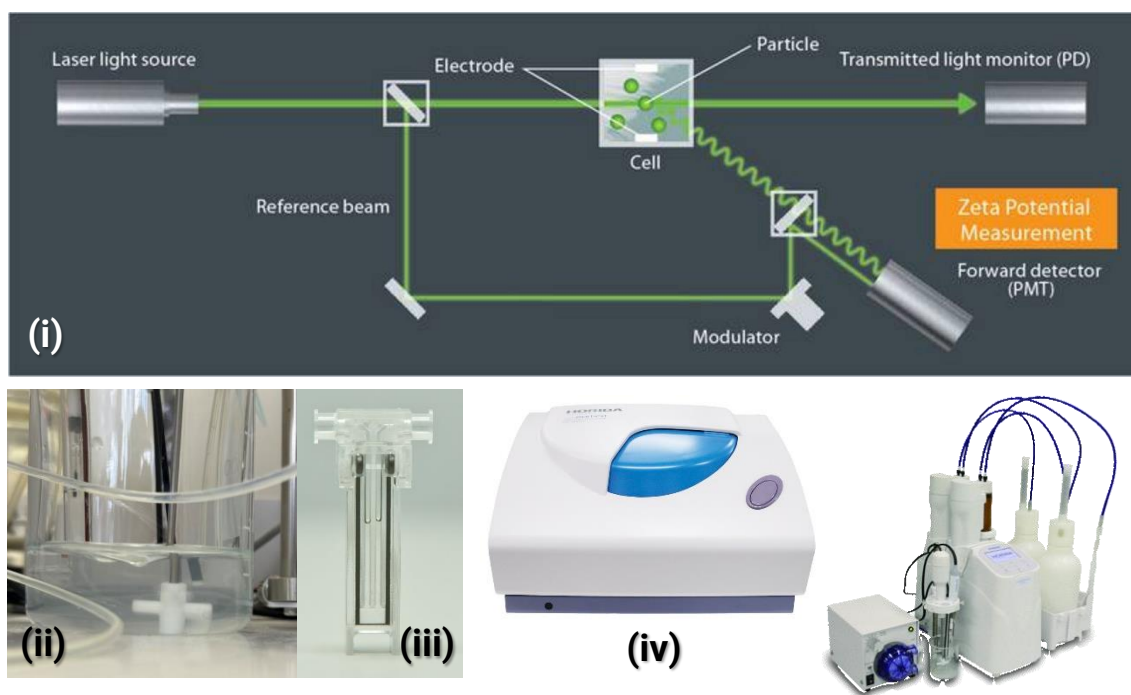 Laser light source
Electrode
Particle
Transmitted light monitor (PD)
Cell
Reference beam
Zeta Potential
Measurement
Forward detector
(PMT)
Modulator
(i)
(ii)
(iii)
(iv)
HORIBA